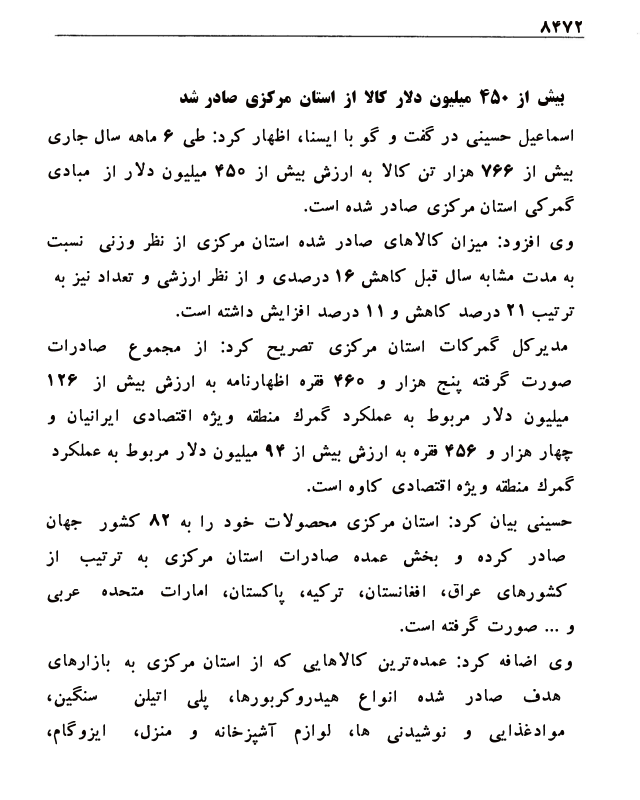 ۸۴۷۲
بیش از ۴۵۰ میلیون دلار کالا از استان مرکزی صادر شد
اسماعیل حسینی در گفت و گو با ایسنا، اظهار کرد: طی ۶ ماهه سال جاری
بیش از ۷۶۶ هزار تن کالا به ارزش بیش از ۴۵۰ میلیون دلار از مبادی
گمرکی استان مرکزی صادر شده است.
وی افزود: میزان کالاهای صادر شده استان مرکزی از نظر وزنی نسبت
به مدت مشابه سال قبل کاهش ۱۶ درصدی و از نظر ارزشی و تعداد نیز به
ترتیب ۲۱ درصد کاهش و ۱۱ درصد افزایش داشته است.
مدیرکل گمرکات استان مرکزی تصریح کرد: از مجموع صادرات
صورت گرفته پنج هزار و ۴۶۰ فقره اظهارنامه به ارزش بیش از ۱۲۶
میلیون دلار مربوط به عملکرد گمرک منطقه ویژه اقتصادی ایرانیان و
چهار هزار و ۴۵۶ فقره به ارزش بیش از ۹۴ میلیون دلار مربوط به عملکرد
گمرک منطقه ویژه اقتصادی کاوه است.
حسینی بیان کرد: استان مرکزی محصولات خود را به ۸۲ کشور جهان
صادر کرده و بخش عمده صادرات استان مرکزی به ترتیب از
کشورهای عراق، افغانستان، ترکیه، پاکستان، امارات متحده عربی
و ... صورت گرفته است.
وی اضافه کرد: عمده‌ترین کالاهایی که از استان مرکزی به بازارهای
هدف صادر شده انواع هیدروکربورها، پلی اتیلن سنگین،
موادغذایی و نوشیدنی ها، لوازم آشپزخانه و منزل، ایزوگام،